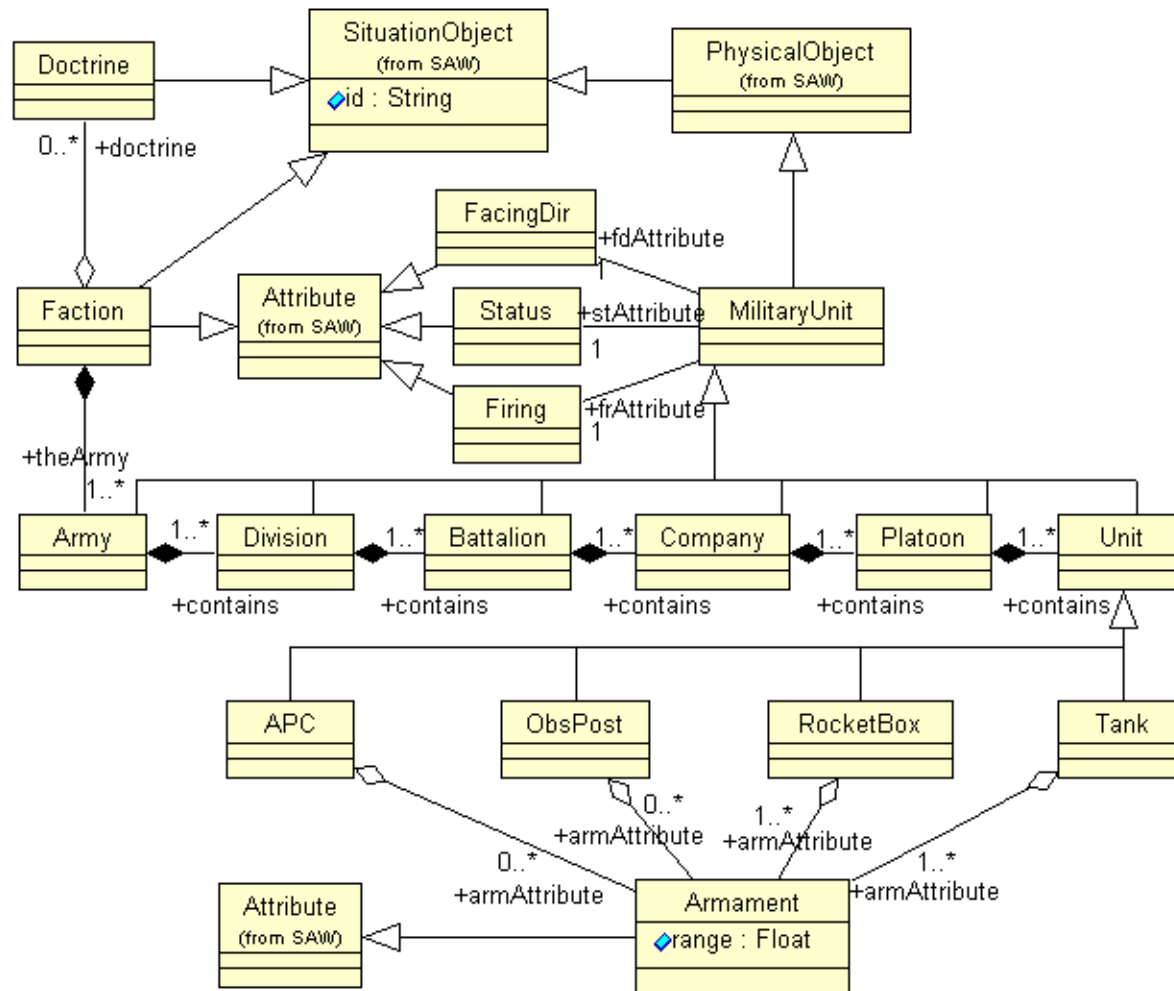 SituationObject
(from SAW)
id : String
Doctrine
PhysicalObject
(from SAW)
0..*
+doctrine
FacingDir
+fdAttribute
1
Faction
Attribute
(from SAW)
Status
+stAttribute
1
MilitaryUnit
Firing
+frAttribute
1
+theArmy
1..*
Army
1..*
Division
1..*
Battalion
1..*
Company
1..*
Platoon
1..*
Unit
+contains
+contains
+contains
+contains
+contains
APC
ObsPost
RocketBox
Tank
0..*
+armAttribute
1..*
+armAttribute
0..*
+armAttribute
1..*
+armAttribute
Attribute
(from SAW)
Armament
range : Float